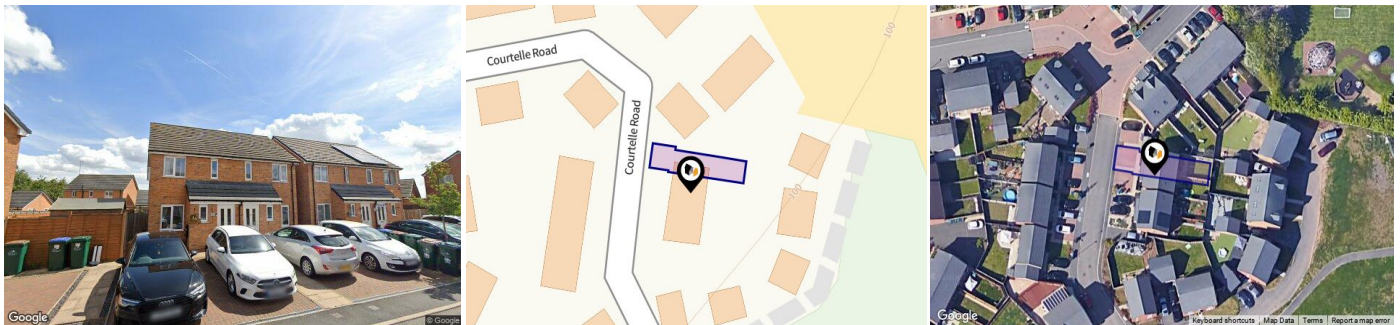 Google
© Google
Courtelle Road
Courtelle Road
100
100
Google
Keyboard shortcuts Map Data Terms Report a map error